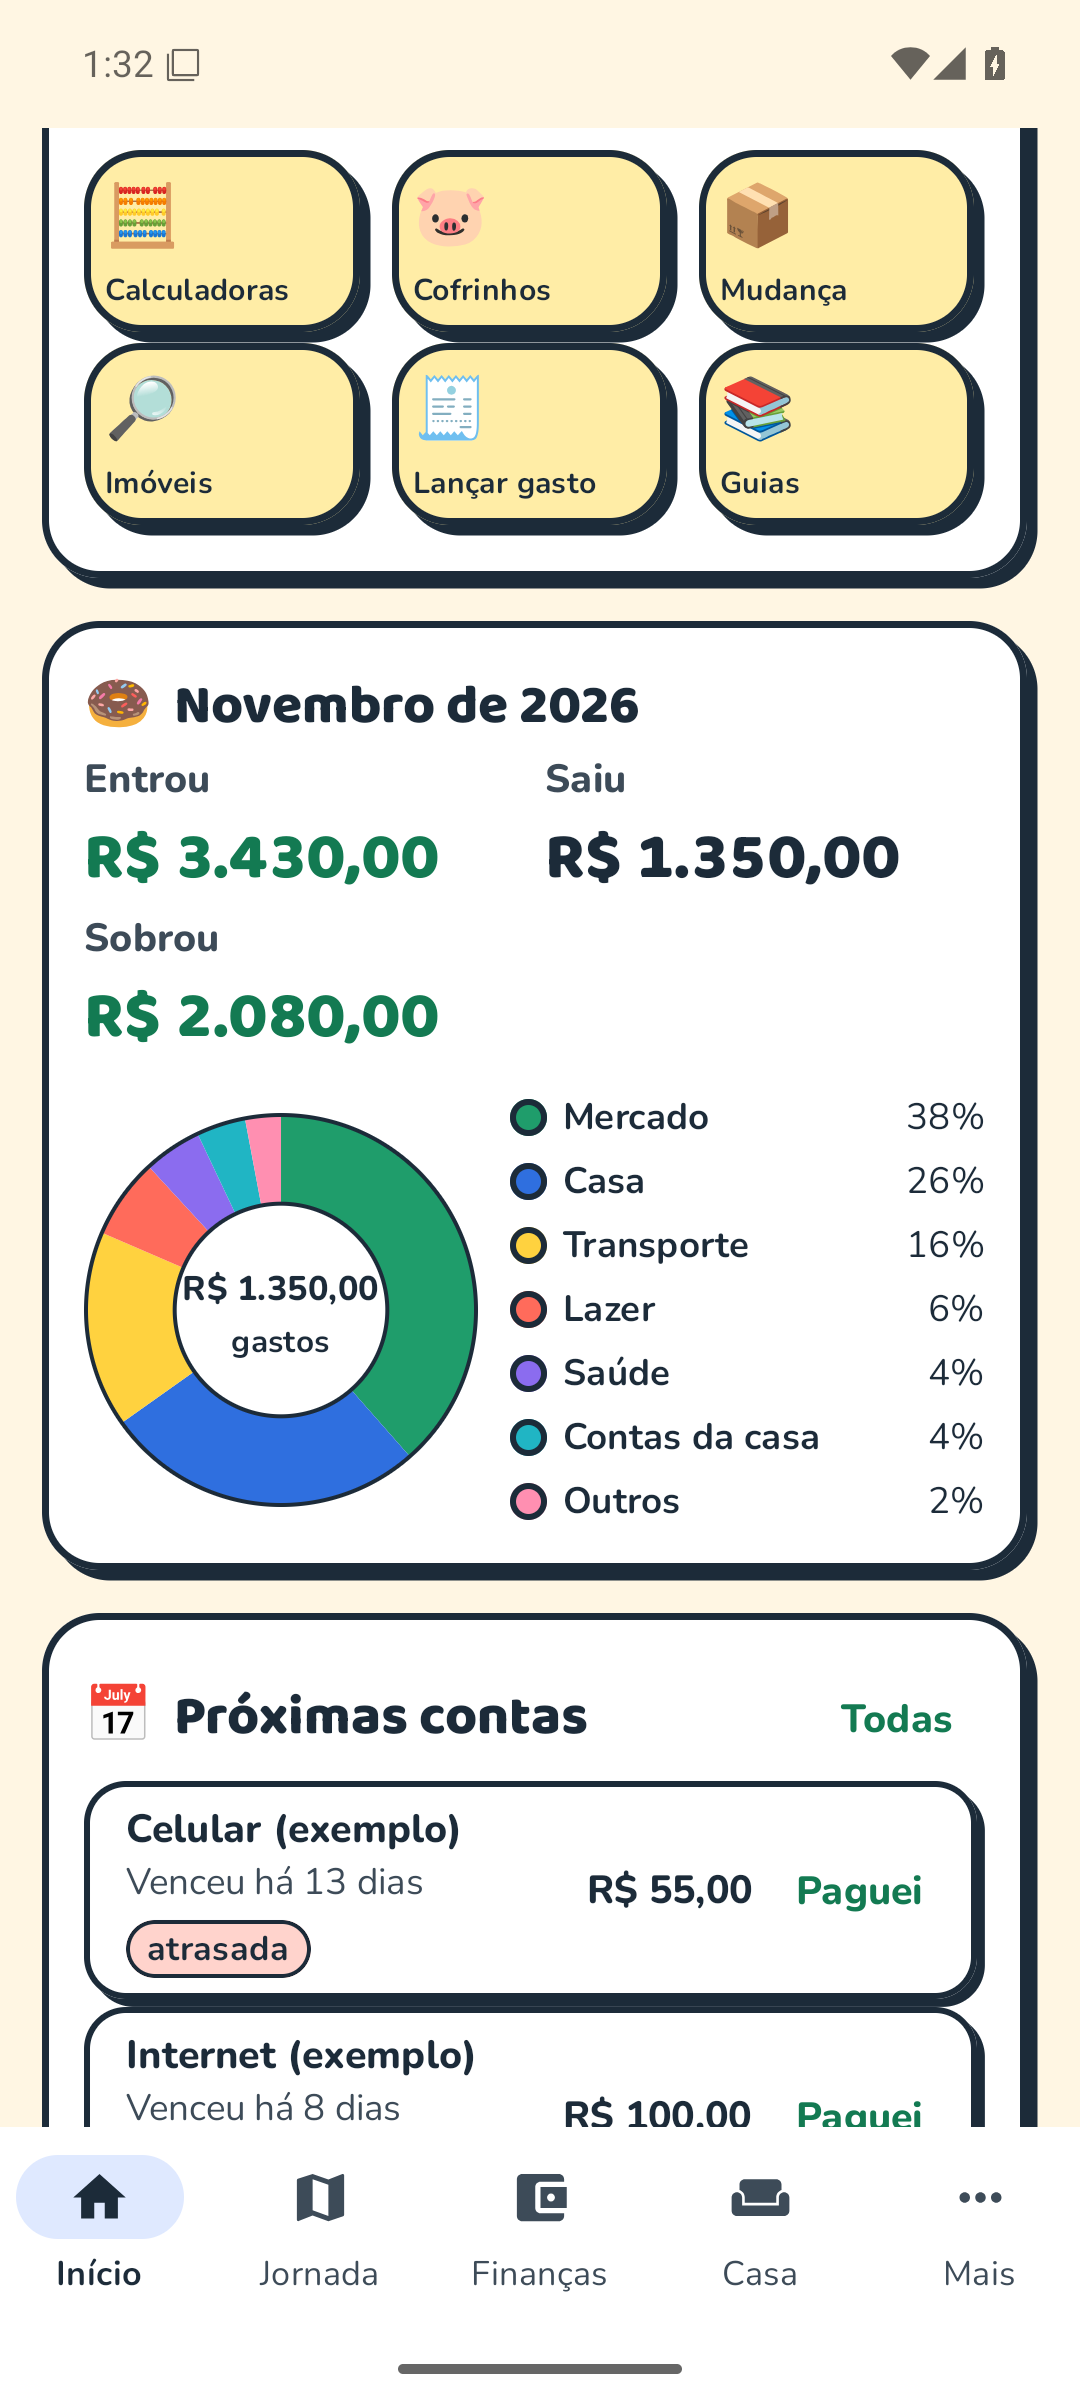 1:32
Calculadoras
Cofrinhos
Mudança
Imóveis
Lançar gasto
Guias
Novembro de 2026
Entrou
Saiu
R$ 3.430,00
R$ 1.350,00
Sobrou
R$ 2.080,00
R$ 1.350,00
gastos
Mercado 38%
Casa 26%
Transporte 16%
Lazer 6%
Saúde 4%
Contas da casa 4%
Outros 2%
July
17
Próximas contas
Todas
Celular (exemplo)
Venceu há 13 dias
R$ 55,00
Paguei
atrasada
Internet (exemplo)
Venceu há 8 dias
R$ 100,00
Paguei
Início
Jornada
Finanças
Casa
Mais